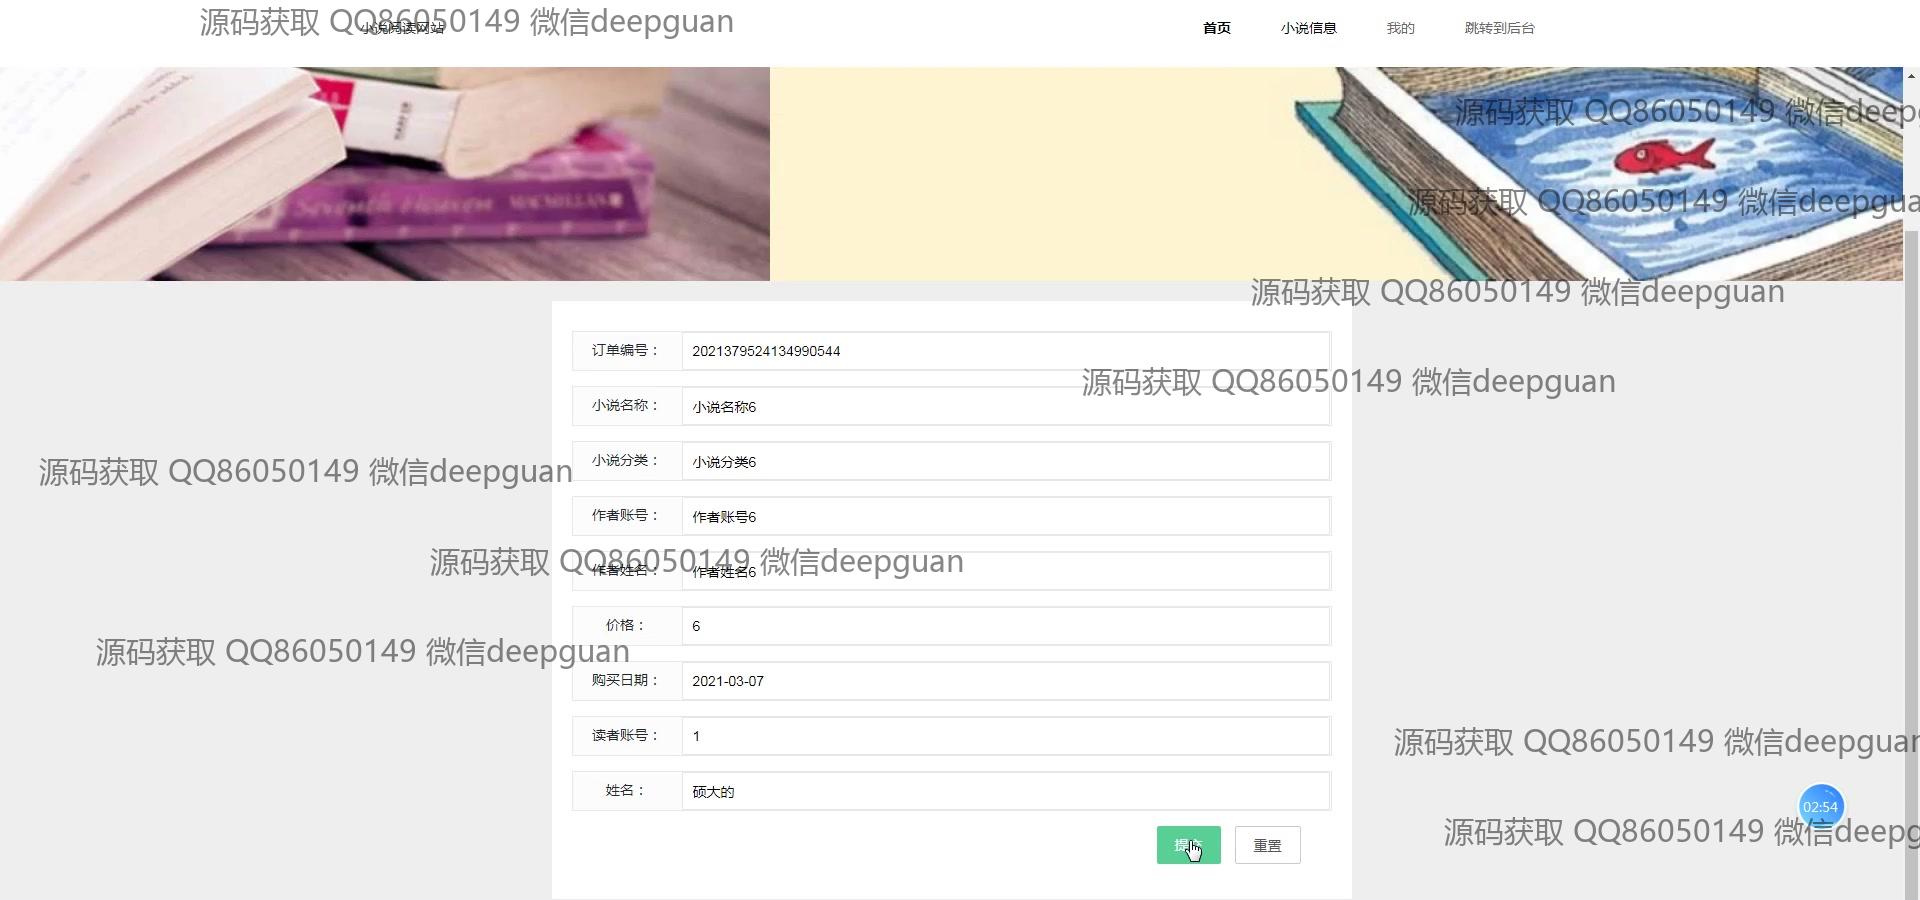 源码获取 QQ86050149 微信deepguan
小说阅读网站
首页
小说信息
我的
跳转到后台
源码获取 QQ86050149 微信deep
源码获取 QQ86050149 微信deepgua
Seventh Heaven MACMILLAN
源码获取 QQ86050149 微信deepguan
订单编号：
2021379524134990544
源码获取 QQ86050149 微信deepguan
小说名称：
小说名称6
源码获取 QQ86050149 微信deepguan
小说分类：
小说分类6
作者账号：
作者账号6
源码获取 QQ86050149 微信deepguan
作者姓名：
作者姓名6
价格：
6
源码获取 QQ86050149 微信deepguan
购买日期：
2021-03-07
读者账号：
1
源码获取 QQ86050149 微信deepguan
姓名：
硕大的
02:54
源码获取 QQ86050149 微信deepg
提交
重置